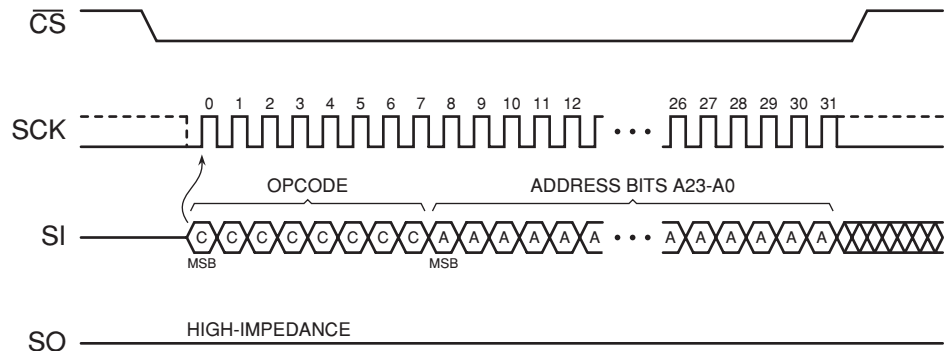 CS
SCK
0 1 2 3 4 5 6 7 8 9 10 11 12 26 27 28 29 30 31
• • •
OPCODE
ADDRESS BITS A23-A0
SI
C C C C C C C C A A A A A A • • • A A A A A A
MSB
MSB
SO
HIGH-IMPEDANCE